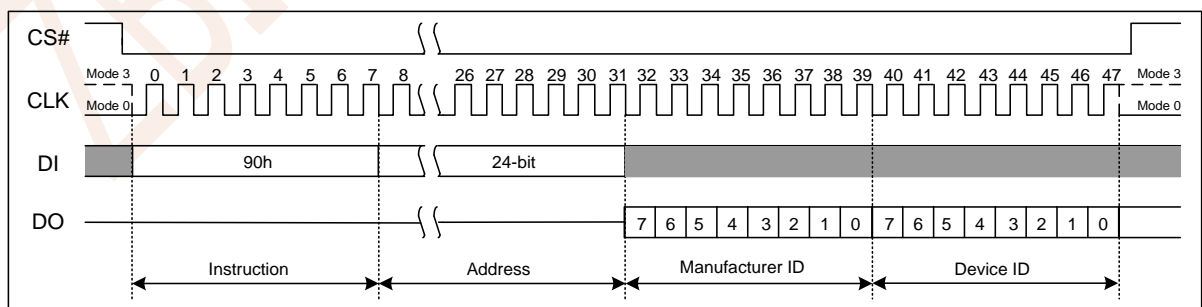 CS#
Mode 3 0 1 2 3 4 5 6 7 8 26 27 28 29 30 31 32 33 34 35 36 37 38 39 40 41 42 43 44 45 46 47 Mode 3
CLK
Mode 0 Mode 0
DI 90h 24-bit
DO 7 6 5 4 3 2 1 0 7 6 5 4 3 2 1 0
Instruction Address Manufacturer ID Device ID